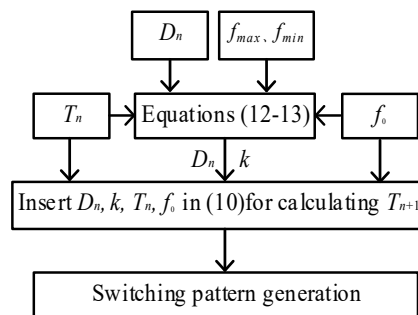 Dn
fmax、fmin
Tn
Equations (12-13)
f0
Dn k
Insert Dn, k, Tn, f0 in (10)for calculating Tn+1
Switching pattern generation